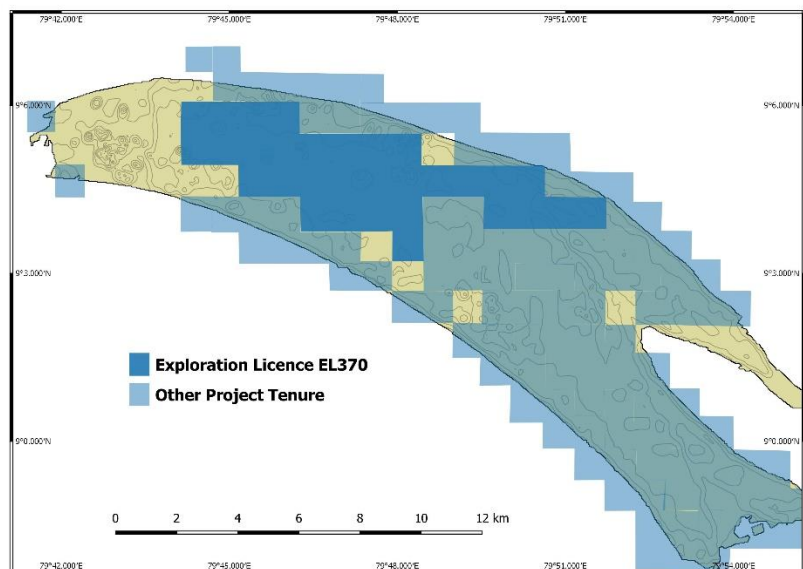 79°42.000'E 79°45.000'E 79°48.000'E 79°51.000'E 79°54.000'E
9°6.000'N 9°6.000'N
9°3.000'N 9°3.000'N
Exploration Licence EL370
Other Project Tenure
9°0.000'N 9°0.000'N
0 2 4 6 8 10 12 km
79°42.000'E 79°45.000'E 79°48.000'E 79°51.000'E 79°54.000'E